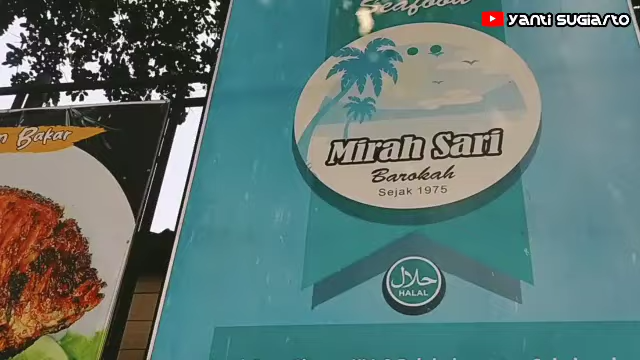 Yanti Sugiarto
Seafood
Bakar
Mirah Sari
Barokah
Sejak 1975
حلال
HALAL